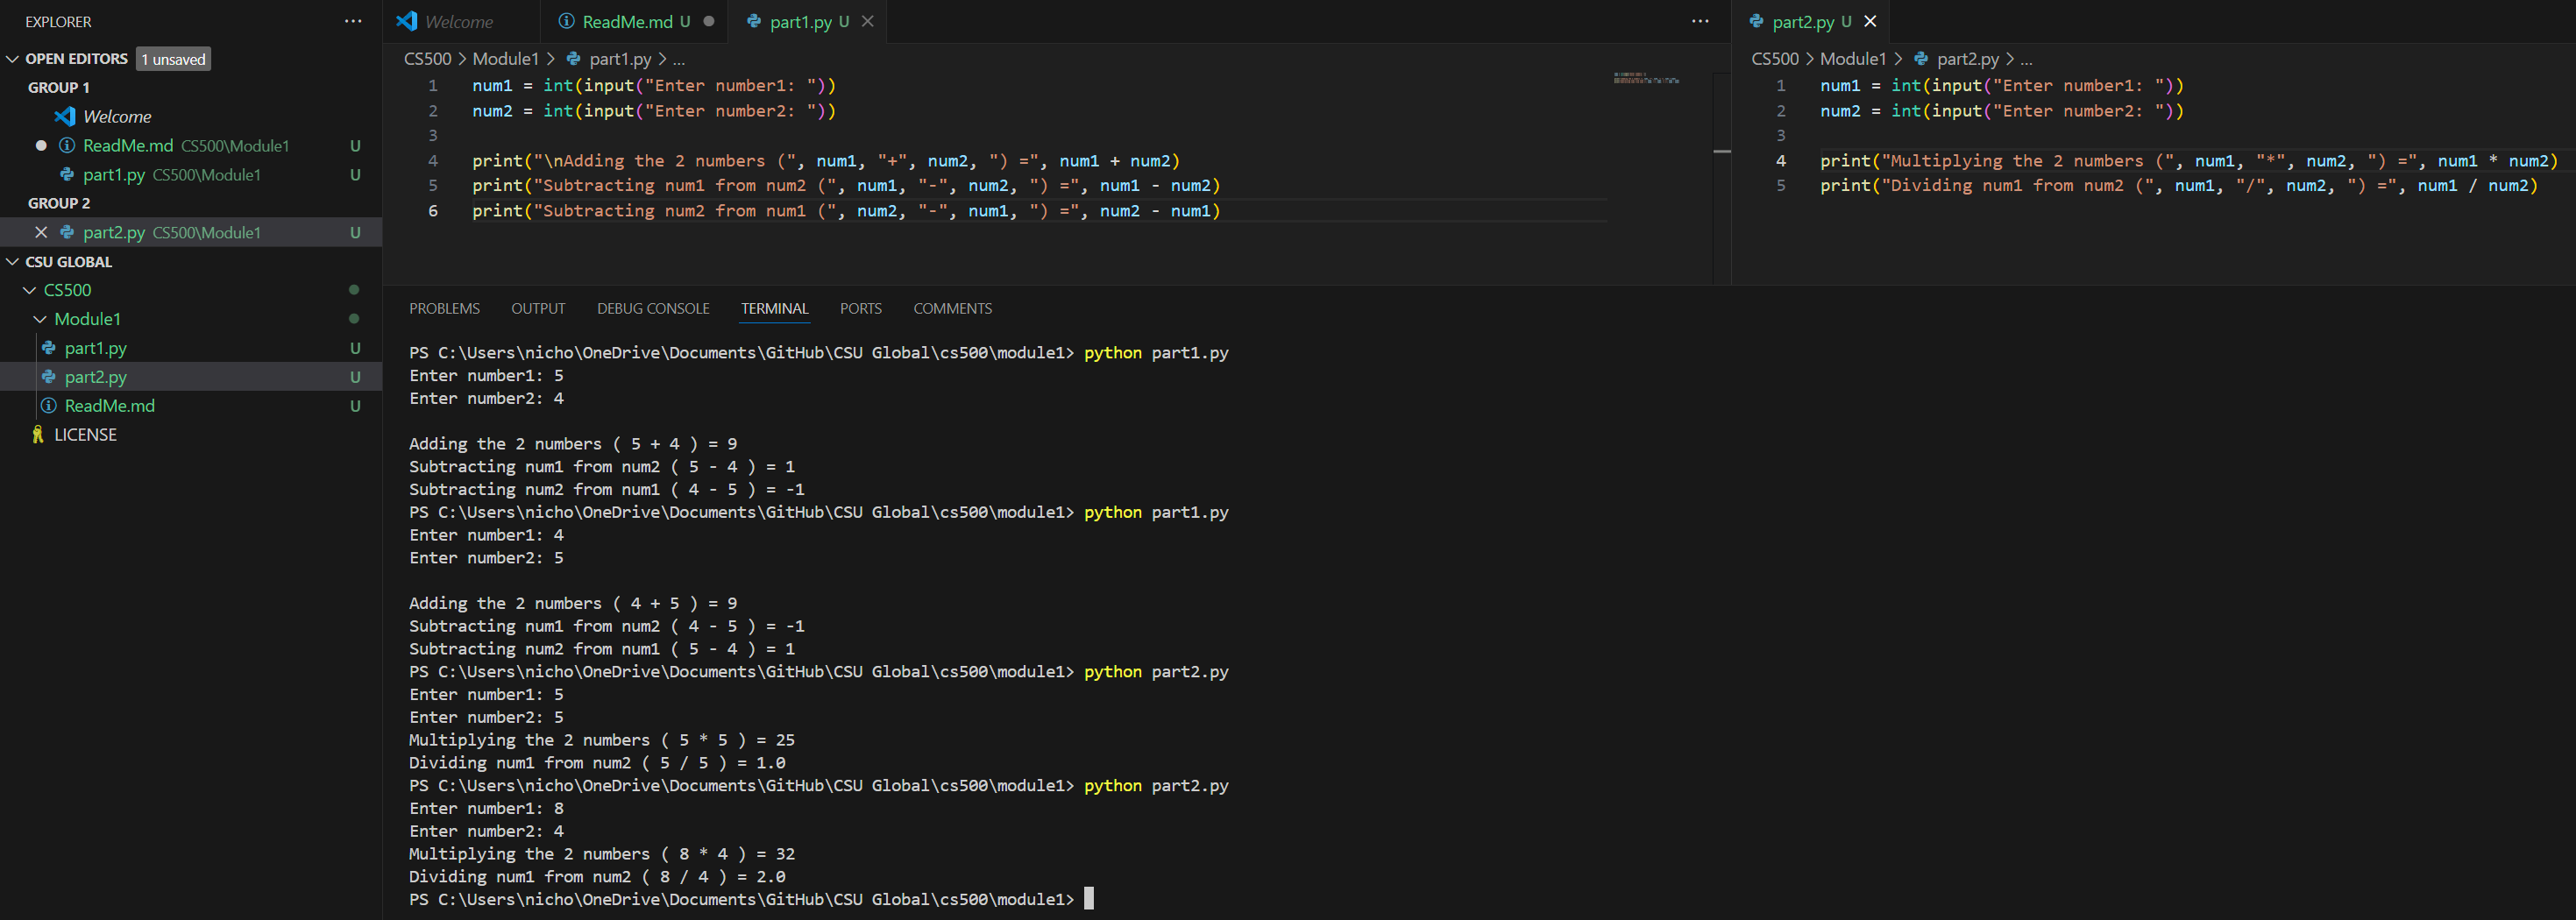 EXPLORER
OPEN EDITORS 1 unsaved
GROUP 1
Welcome
ReadMe.md CS500\Module1 U
part1.py CS500\Module1 U
GROUP 2
part2.py CS500\Module1 U
CSU GLOBAL
CS500
Module1
part1.py U
part2.py U
ReadMe.md U
LICENSE
Welcome
ReadMe.md U
part1.py U
CS500 > Module1 > part1.py > ...
1 num1 = int(input("Enter number1: "))
2 num2 = int(input("Enter number2: "))
3
4 print("\nAdding the 2 numbers (", num1, "+", num2, ") =", num1 + num2)
5 print("Subtracting num1 from num2 (", num1, "-", num2, ") =", num1 - num2)
6 print("Subtracting num2 from num1 (", num2, "-", num1, ") =", num2 - num1)
part2.py U
CS500 > Module1 > part2.py > ...
1 num1 = int(input("Enter number1: "))
2 num2 = int(input("Enter number2: "))
3
4 print("Multiplying the 2 numbers (", num1, "*", num2, ") =", num1 * num2)
5 print("Dividing num1 from num2 (", num1, "/", num2, ") =", num1 / num2)
PROBLEMS OUTPUT DEBUG CONSOLE TERMINAL PORTS COMMENTS
PS C:\Users\nicho\OneDrive\Documents\GitHub\CSU Global\cs500\module1> python part1.py
Enter number1: 5
Enter number2: 4
Adding the 2 numbers ( 5 + 4 ) = 9
Subtracting num1 from num2 ( 5 - 4 ) = 1
Subtracting num2 from num1 ( 4 - 5 ) = -1
PS C:\Users\nicho\OneDrive\Documents\GitHub\CSU Global\cs500\module1> python part1.py
Enter number1: 4
Enter number2: 5
Adding the 2 numbers ( 4 + 5 ) = 9
Subtracting num1 from num2 ( 4 - 5 ) = -1
Subtracting num2 from num1 ( 5 - 4 ) = 1
PS C:\Users\nicho\OneDrive\Documents\GitHub\CSU Global\cs500\module1> python part2.py
Enter number1: 5
Enter number2: 5
Multiplying the 2 numbers ( 5 * 5 ) = 25
Dividing num1 from num2 ( 5 / 5 ) = 1.0
PS C:\Users\nicho\OneDrive\Documents\GitHub\CSU Global\cs500\module1> python part2.py
Enter number1: 8
Enter number2: 4
Multiplying the 2 numbers ( 8 * 4 ) = 32
Dividing num1 from num2 ( 8 / 4 ) = 2.0
PS C:\Users\nicho\OneDrive\Documents\GitHub\CSU Global\cs500\module1>